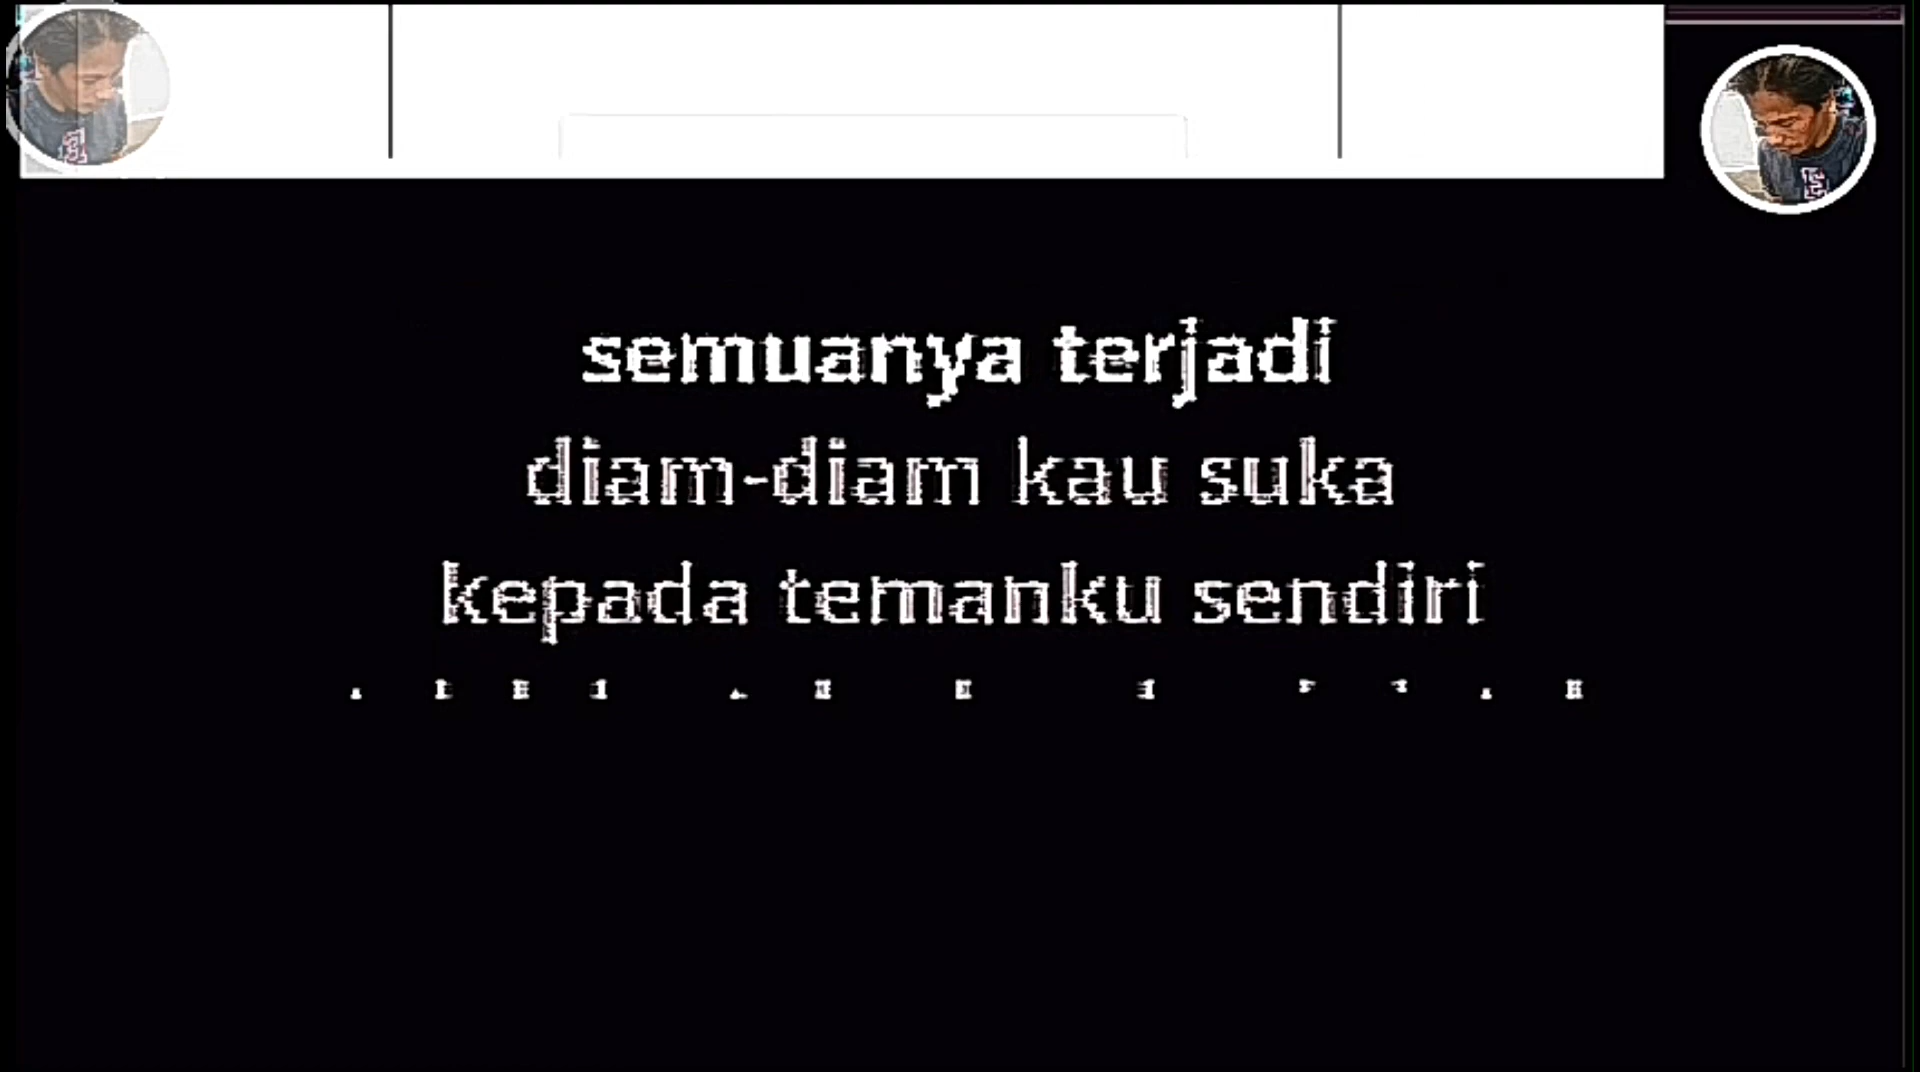 semuanya terjadi
diam-diam kau suka
kepada temanku sendiri